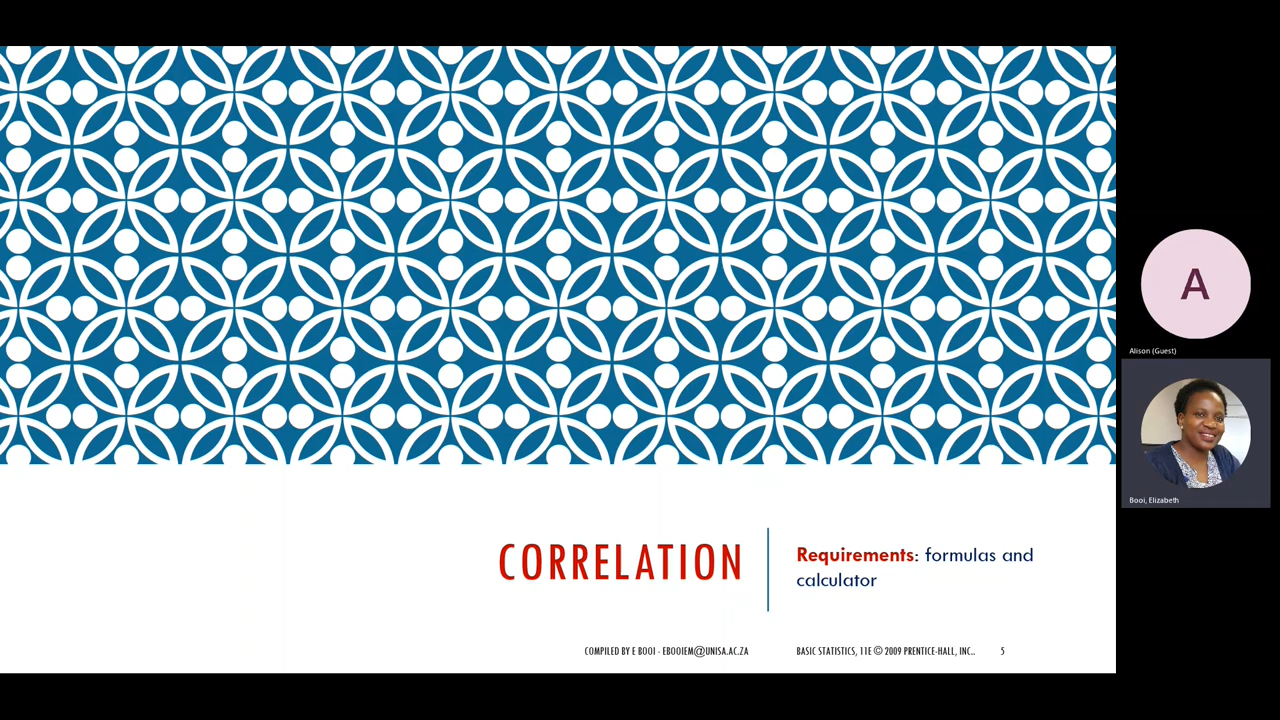 CORRELATION
Requirements: formulas and
calculator
COMPILED BY E BOOI - EBOOIEM@UNISA.AC.ZA
BASIC STATISTICS, 11E © 2009 PRENTICE-HALL, INC..
5
A
Alison (Guest)
Booi, Elizabeth